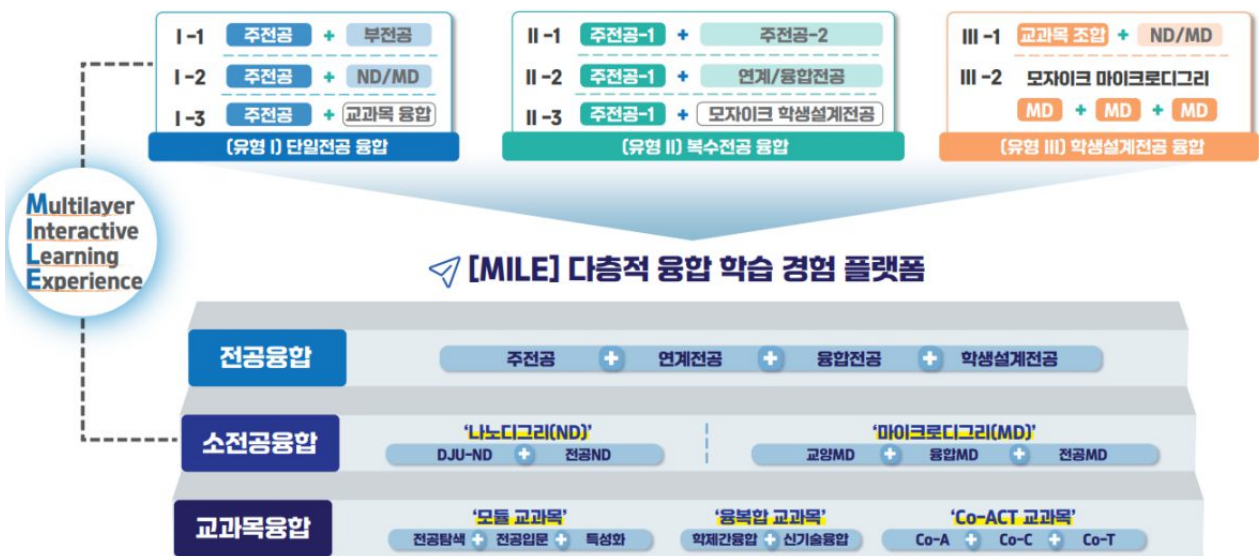 I-1 주전공 + 부전공
I-2 주전공 + ND/MD
I-3 주전공 + 교과목 융합
(유형 I) 단일전공 융합
II-1 주전공-1 + 주전공-2
II-2 주전공-1 + 연계/융합전공
II-3 주전공-1 + 모자이크 학생설계전공
(유형 II) 복수전공 융합
III-1 교과목 조합 + ND/MD
III-2 모자이크 마이크로디그리
MD + MD + MD
(유형 III) 학생설계전공 융합
Multilayer
Interactive
Learning
Experience
[MILE] 다층적 융합 학습 경험 플랫폼
전공융합
주전공 + 연계전공 + 융합전공 + 학생설계전공
소전공융합
'나노디그리(ND)'
DJU-ND + 전공ND
'마이크로디그리(MD)'
교양MD + 융합MD + 전공MD
교과목융합
'모듈 교과목'
전공탐색 + 전공입문 + 특성화
'융복합 교과목'
학제간융합 + 신기술융합
'Co-ACT 교과목'
Co-A + Co-C + Co-T